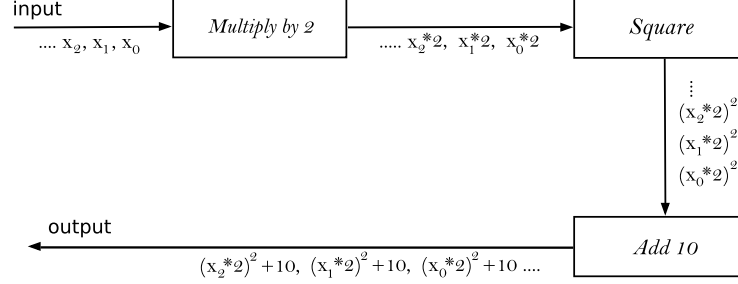 input
Multiply by 2
Square
.... x₂, x₁, x₀
..... x₂*2, x₁*2, x₀*2
⋮
(x₂*2)²
(x₁*2)²
(x₀*2)²
output
Add 10
(x₂*2)²+10, (x₁*2)²+10, (x₀*2)²+10 ....